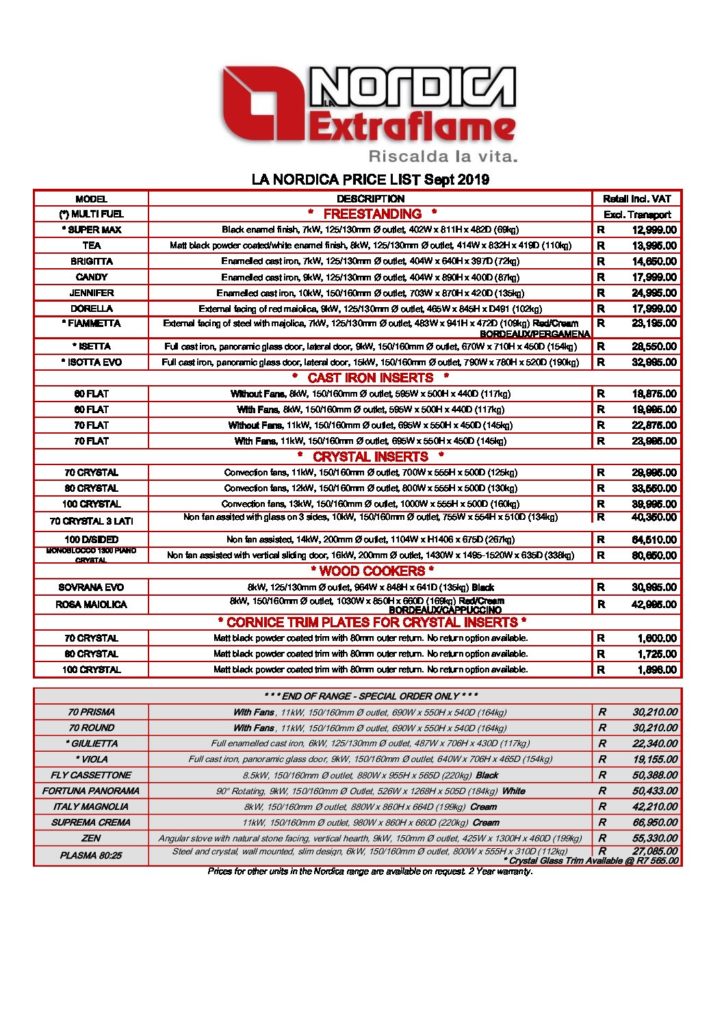 LA NORDICA
Extraflame
Riscalda la vita.
LA NORDICA PRICE LIST Sept 2019
MODEL DESCRIPTION Retail Incl. VAT
(*) MULTI FUEL * FREESTANDING * Excl. Transport
* SUPER MAX Black enamel finish, 7kW, 125/130mm Ø outlet, 402W x 811H x 482D (69kg) R 12,999.00
TEA Matt black powder coated/white enamel finish, 8kW, 125/130mm Ø outlet, 414W x 832H x 419D (110kg) R 13,995.00
BRIGITTA Enamelled cast iron, 7kW, 125/130mm Ø outlet, 404W x 640H x 397D (72kg) R 14,650.00
CANDY Enamelled cast iron, 9kW, 125/130mm Ø outlet, 404W x 890H x 400D (87kg) R 17,999.00
JENNIFER Enamelled cast iron, 10kW, 150/160mm Ø outlet, 703W x 870H x 420D (135kg) R 24,995.00
DORELLA External facing of red maiolica, 9kW, 125/130mm Ø outlet, 465W x 845H x D491 (102kg) R 17,999.00
* FIAMMETTA External facing of steel with majolica, 7kW, 125/130mm Ø outlet, 483W x 941H x 472D (109kg) Red/Cream R 23,195.00
BORDEAUX/PERGAMENA
* ISETTA Full cast iron, panoramic glass door, lateral door, 9kW, 150/160mm Ø outlet, 670W x 710H x 450D (154kg) R 28,550.00
* ISOTTA EVO Full cast iron, panoramic glass door, lateral door, 15kW, 150/160mm Ø outlet, 790W x 780H x 520D (190kg) R 32,995.00
* CAST IRON INSERTS *
60 FLAT Without Fans, 8kW, 150/160mm Ø outlet, 595W x 500H x 440D (117kg) R 18,875.00
60 FLAT With Fans, 8kW, 150/160mm Ø outlet, 595W x 500H x 440D (117kg) R 19,995.00
70 FLAT Without Fans, 11kW, 150/160mm Ø outlet, 695W x 550H x 450D (145kg) R 22,875.00
70 FLAT With Fans, 11kW, 150/160mm Ø outlet, 695W x 550H x 450D (145kg) R 23,995.00
* CRYSTAL INSERTS *
70 CRYSTAL Convection fans, 11kW, 150/160mm Ø outlet, 700W x 555H x 500D (125kg) R 29,995.00
80 CRYSTAL Convection fans, 12kW, 150/160mm Ø outlet, 800W x 555H x 500D (130kg) R 33,550.00
100 CRYSTAL Convection fans, 13kW, 150/160mm Ø outlet, 1000W x 555H x 500D (160kg) R 39,995.00
70 CRYSTAL 3 LATI Non fan assited with glass on 3 sides, 10kW, 150/160mm Ø outlet, 755W x 554H x 510D (134kg) R 40,350.00
100 D/SIDED Non fan assisted, 14kW, 200mm Ø outlet, 1104W x H1406 x 675D (267kg) R 64,510.00
MONOBLOCCO 1300 PIANO CRYSTAL Non fan assisted with vertical sliding door, 16kW, 200mm Ø outlet, 1430W x 1495-1520W x 635D (338kg) R 80,650.00
* WOOD COOKERS *
SOVRANA EVO 8kW, 125/130mm Ø outlet, 964W x 848H x 641D (135kg) Black R 30,995.00
ROSA MAIOLICA 8kW, 150/160mm Ø outlet, 1030W x 850H x 660D (169kg) Red/Cream R 42,995.00
BORDEAUX/CAPPUCCINO
* CORNICE TRIM PLATES FOR CRYSTAL INSERTS *
70 CRYSTAL Matt black powder coated trim with 80mm outer return. No return option available. R 1,600.00
80 CRYSTAL Matt black powder coated trim with 80mm outer return. No return option available. R 1,725.00
100 CRYSTAL Matt black powder coated trim with 80mm outer return. No return option available. R 1,898.00
* * * END OF RANGE - SPECIAL ORDER ONLY * * *
70 PRISMA With Fans , 11kW, 150/160mm Ø outlet, 690W x 550H x 540D (164kg) R 30,210.00
70 ROUND With Fans , 11kW, 150/160mm Ø outlet, 690W x 550H x 540D (164kg) R 30,210.00
* GIULIETTA Full enamelled cast iron, 6kW, 125/130mm Ø outlet, 487W x 706H x 430D (117kg) R 22,340.00
* VIOLA Full cast iron, panoramic glass door, 9kW, 150/160mm Ø outlet, 640W x 706H x 465D (154kg) R 19,155.00
FLY CASSETTONE 8.5kW, 150/160mm Ø outlet, 880W x 955H x 565D (220kg) Black R 50,388.00
FORTUNA PANORAMA 90° Rotating, 9kW, 150/160mm Ø outlet, 526W x 1268H x 505D (184kg) White R 50,433.00
ITALY MAGNOLIA 8kW, 150/160mm Ø outlet, 880W x 860H x 664D (199kg) Cream R 42,210.00
SUPREMA CREMA 11kW, 150/160mm Ø outlet, 980W x 860H x 660D (220kg) Cream R 66,950.00
ZEN Angular stove with natural stone facing, vertical hearth, 9kW, 150mm Ø outlet, 425W x 1300H x 460D (199kg) R 55,330.00
PLASMA 80:25 Steel and crystal, wall mounted, slim design, 6kW, 150/160mm Ø outlet, 800W x 555H x 310D (112kg) R 27,085.00
* Crystal Glass Trim Available @ R7 565.00
Prices for other units in the Nordica range are available on request. 2 Year warranty.